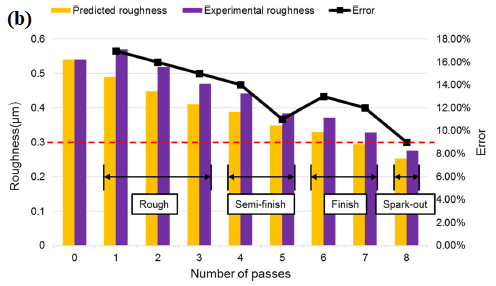 (b)
Predicted roughness Experimental roughness Error
0.6 18.00%
0.5 16.00%
0.4 14.00%
0.3 12.00%
0.2 10.00%
0.1 8.00%
0 6.00%
4.00%
2.00%
0.00%
Roughness(μm)
Error
Rough Semi-finish Finish Spark-out
0 1 2 3 4 5 6 7 8
Number of passes